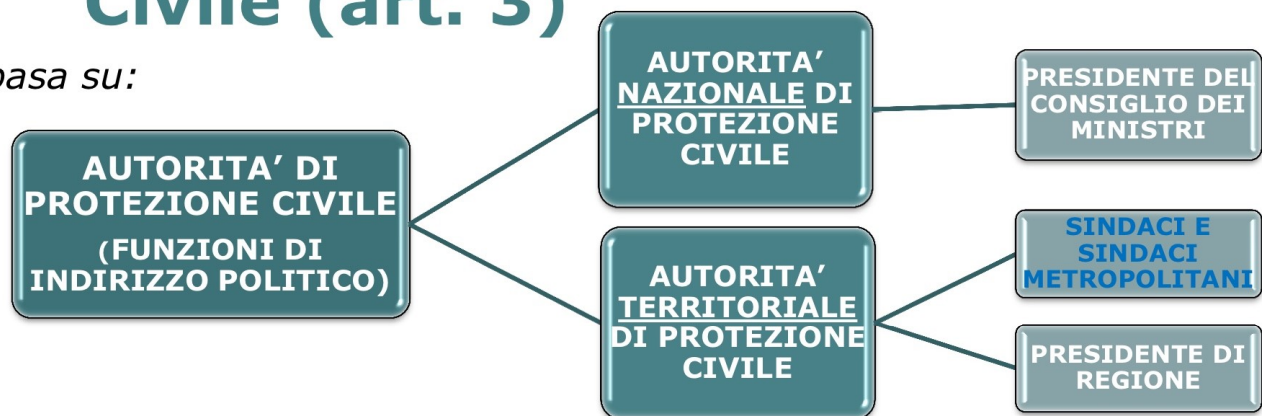 Civile (art. 3)
basa su:
AUTORITA’ DI
PROTEZIONE CIVILE
(FUNZIONI DI
INDIRIZZO POLITICO)
AUTORITA’
NAZIONALE DI
PROTEZIONE
CIVILE
PRESIDENTE DEL
CONSIGLIO DEI
MINISTRI
AUTORITA’
TERRITORIALE
DI PROTEZIONE
CIVILE
SINDACI E
SINDACI
METROPOLITANI
PRESIDENTE DI
REGIONE